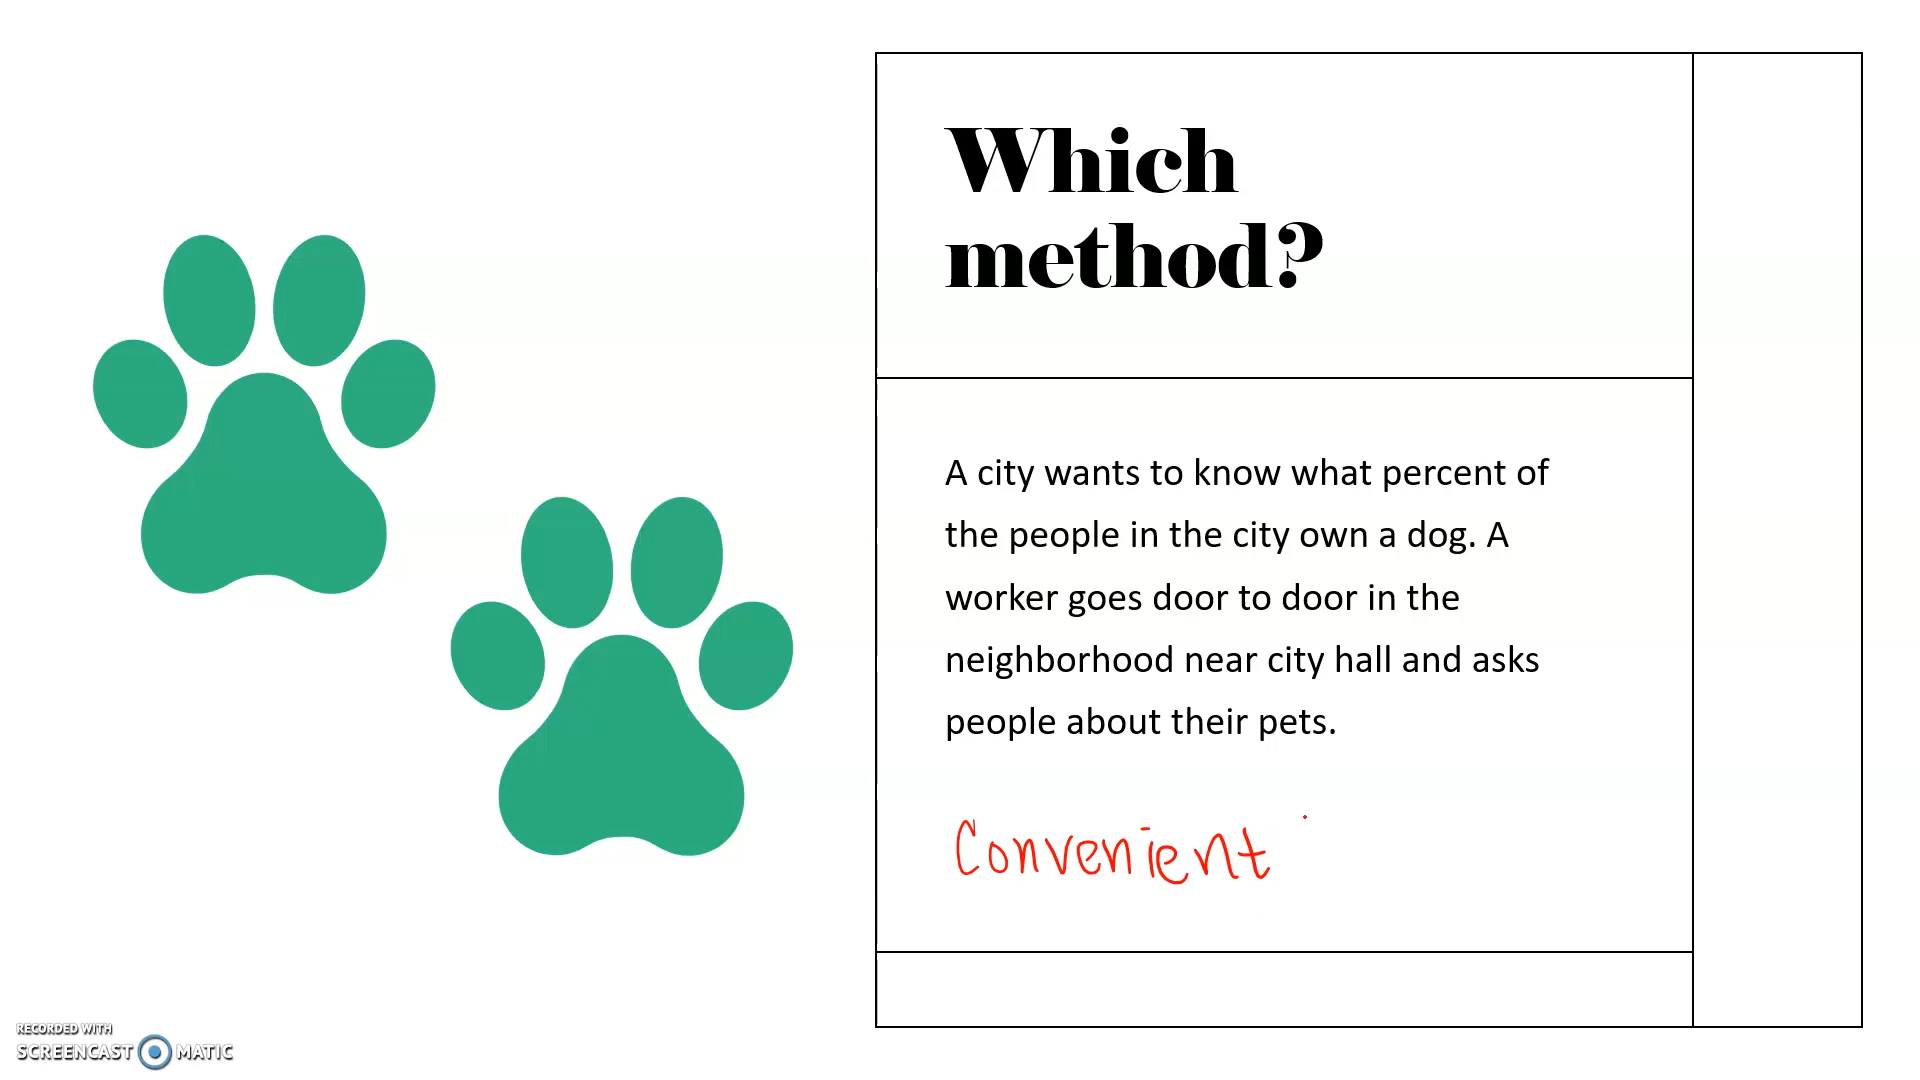 Which
method?
A city wants to know what percent of
the people in the city own a dog. A
worker goes door to door in the
neighborhood near city hall and asks
people about their pets.
Convenient
RECORDED WITH
SCREENCAST MATIC